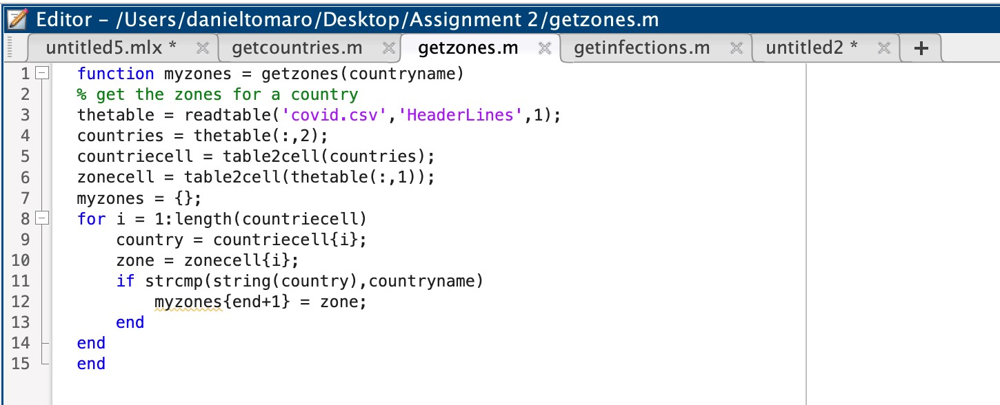 Editor – /Users/danieltomaro/Desktop/Assignment 2/getzones.m
untitled5.mlx * getcountries.m getzones.m getinfections.m untitled2 * +
1 function myzones = getzones(countryname)
2 % get the zones for a country
3 thetable = readtable('covid.csv','HeaderLines',1);
4 countries = thetable(:,2);
5 countriecell = table2cell(countries);
6 zonecell = table2cell(thetable(:,1));
7 myzones = {};
8 for i = 1:length(countriecell)
9 country = countriecell{i};
10 zone = zonecell{i};
11 if strcmp(string(country),countryname)
12 myzones{end+1} = zone;
13 end
14 end
15 end